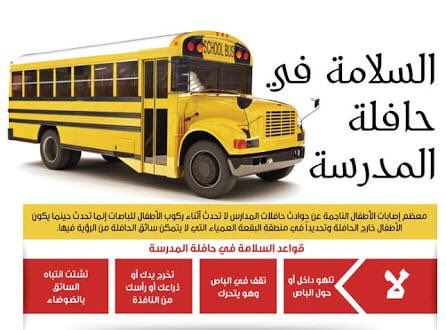 SCHOOL BUS
السلامة في
حافلة
المدرسة
معظم إصابات الأطفال الناجمة عن جوادث حافلات المدارس لا تحدث أثناء ركوب الأطفال للباصات إنما تحدث حينما يكون
الأطفال خارج الحافلة وتحديداً في منطقة البقعة العمياء التي لا يتمكن سائق الحافلة من الرؤية فيها.
قواعد السلامة في حافلة المدرسة
لا
تلهو داخل أو
حول الباص
تقف في الباص
وهو يتحرك
تخرج يدك أو
ذراعك أو رأسك
من النافذة
تشتت انتباه
السائق
بالضوضاء